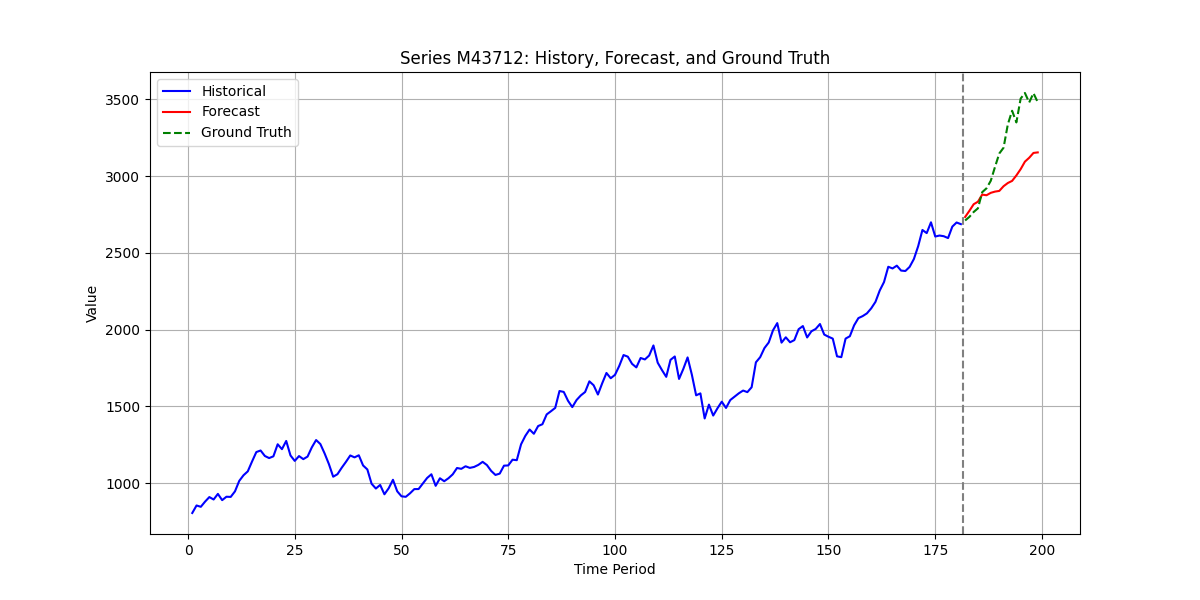 Series M43712: History, Forecast, and Ground Truth
Historical
Forecast
Ground Truth
3500
3000
2500
2000
1500
1000
Value
0 25 50 75 100 125 150 175 200
Time Period